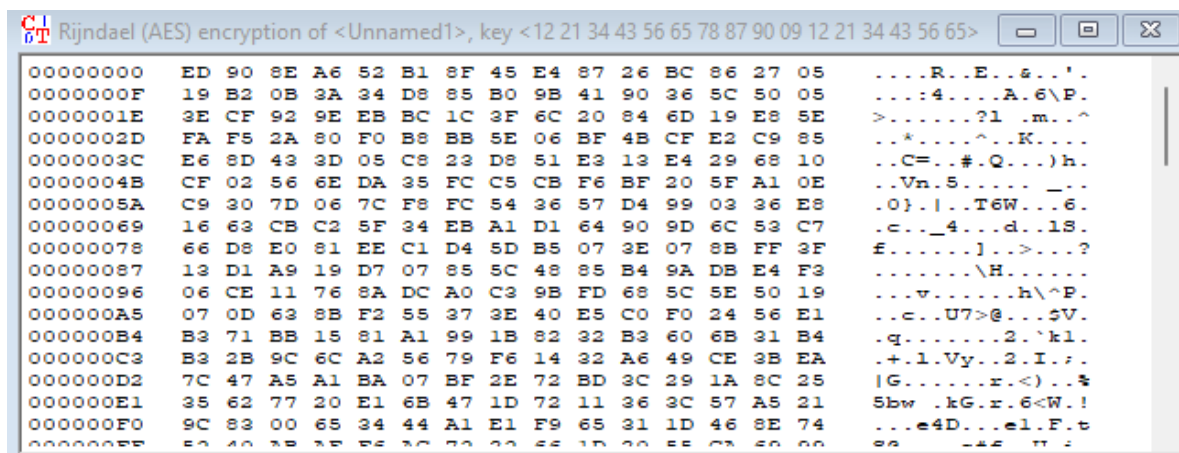 Rijndael (AES) encryption of <Unnamed1>, key <12 21 34 43 56 65 78 87 90 09 12 21 34 43 56 65>
00000000 ED 90 8E A6 52 B1 8F 45 E4 87 26 BC 86 27 05 ....R..E..&..'.
0000000F 19 B2 0B 3A 34 D8 85 B0 9B 41 90 36 5C 50 05 ...:4....A.6\P.
0000001E 3E CF 92 9E EB BC 1C 3F 6C 20 84 6D 19 E8 5E >......?l .m..^
0000002D FA F5 2A 80 F0 B8 BB 5E 06 BF 4B CF E2 C9 85 ..*....^..K....
0000003C E6 8D 43 3D 05 C8 23 D8 51 E3 13 E4 29 68 10 ..C=..#.Q...)h.
0000004B CF 02 56 6E DA 35 FC C5 CB F6 BF 20 5F A1 0E ..Vn.5..... _..
0000005A C9 30 7D 06 7C F8 FC 54 36 57 D4 99 03 36 E8 .0}.|..T6W...6.
00000069 16 63 CB C2 5F 34 EB A1 D1 64 90 9D 6C 53 C7 .c.._4...d..lS.
00000078 66 D8 E0 81 EE C1 D4 5D B5 07 3E 07 8B FF 3F f......]..>...?
00000087 13 D1 A9 19 D7 07 85 5C 48 85 B4 9A DB E4 F3 .......\H......
00000096 06 CE 11 76 8A DC A0 C3 9B FD 68 5C 5E 50 19 ...v......h\^P.
000000A5 07 0D 63 8B F2 55 37 3E 40 E5 C0 F0 24 56 E1 ..c..U7>@...$V.
000000B4 B3 71 BB 15 81 A1 99 1B 82 32 B3 60 6B 31 B4 .q.......2.`k1.
000000C3 B3 2B 9C 6C A2 56 79 F6 14 32 A6 49 CE 3B EA .+.l.Vy..2.I.;.
000000D2 7C 47 A5 A1 BA 07 BF 2E 72 BD 3C 29 1A 8C 25 |G......r.<)..%
000000E1 35 62 77 20 E1 6B 47 1D 72 11 36 3C 57 A5 21 5bw .kG.r.6<W.!
000000F0 9C 83 00 65 34 44 A1 E1 F9 65 31 1D 46 8E 74 ...e4D...e1.F.t